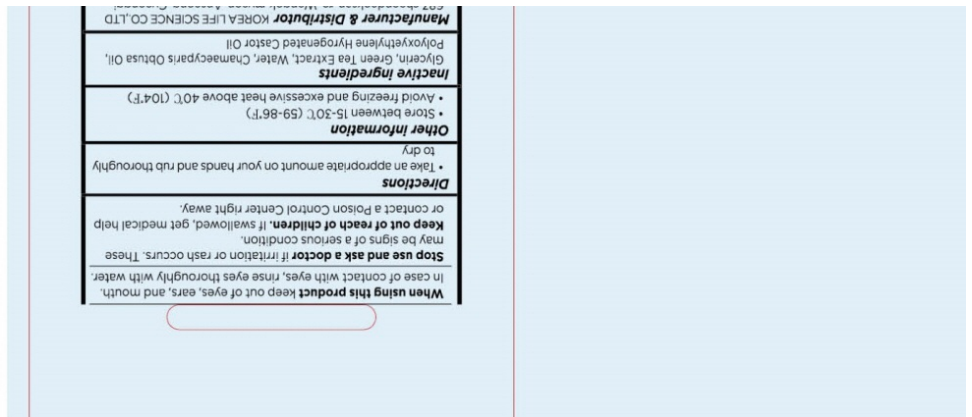 When using this product keep out of eyes, ears, and mouth.
In case of contact with eyes, rinse eyes thoroughly with water.
Stop use and ask a doctor if irritation or rash occurs. These
may be signs of a serious condition.
Keep out of reach of children. If swallowed, get medical help
or contact a Poison Control Center right away.
Directions
• Take an appropriate amount on your hands and rub thoroughly
to dry
Other information
• Store between 15-30℃ (59-86℉)
• Avoid freezing and excessive heat above 40℃ (104℉)
Inactive ingredients
Glycerin, Green Tea Extract, Water, Chamaecyparis Obtusa Oil,
Polyoxyethylene Hyrogenated Castor Oil
Manufacturer & Distributor KOREA LIFE SCIENCE CO.,LTD